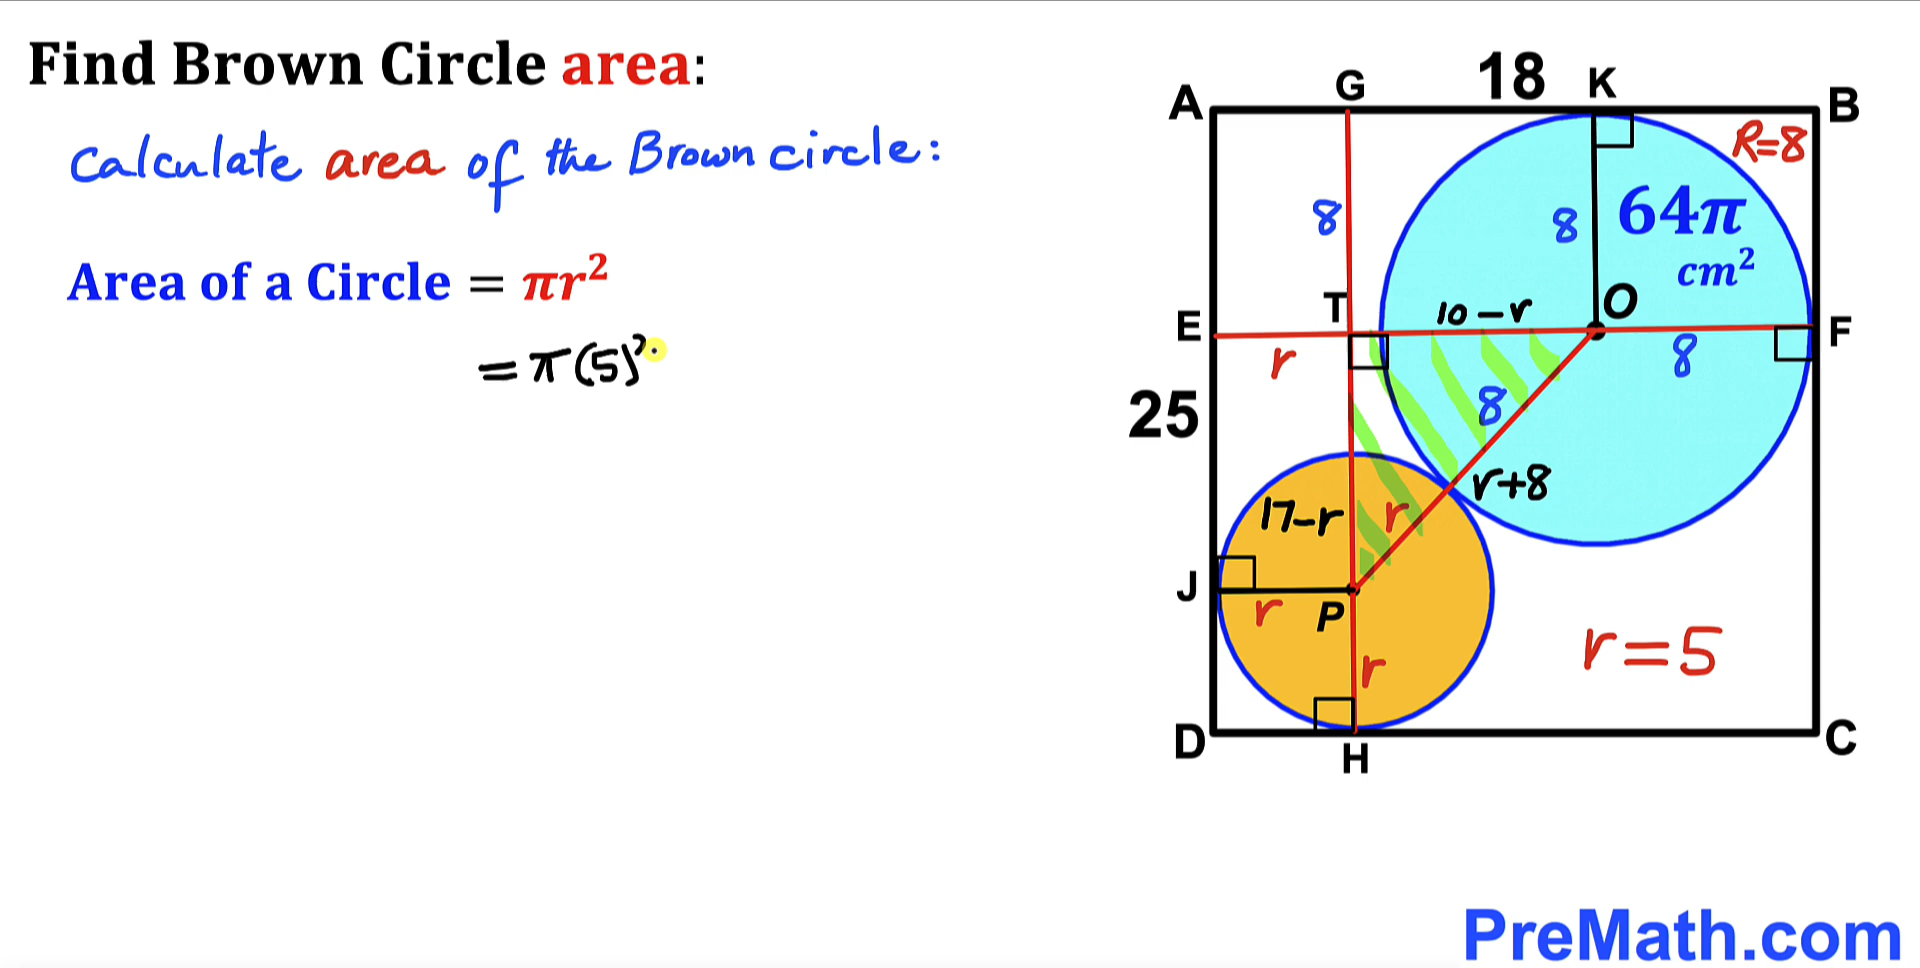 Find Brown Circle area:
Calculate area of the Brown circle:
Area of a Circle = πr²
= π(5)²
18
A
G
K
B
R=8
8
8
64π
cm²
E
T
10-r
O
F
r
8
8
25
r+8
17-r
r
J
r
P
r
r=5
D
H
C
PreMath.com